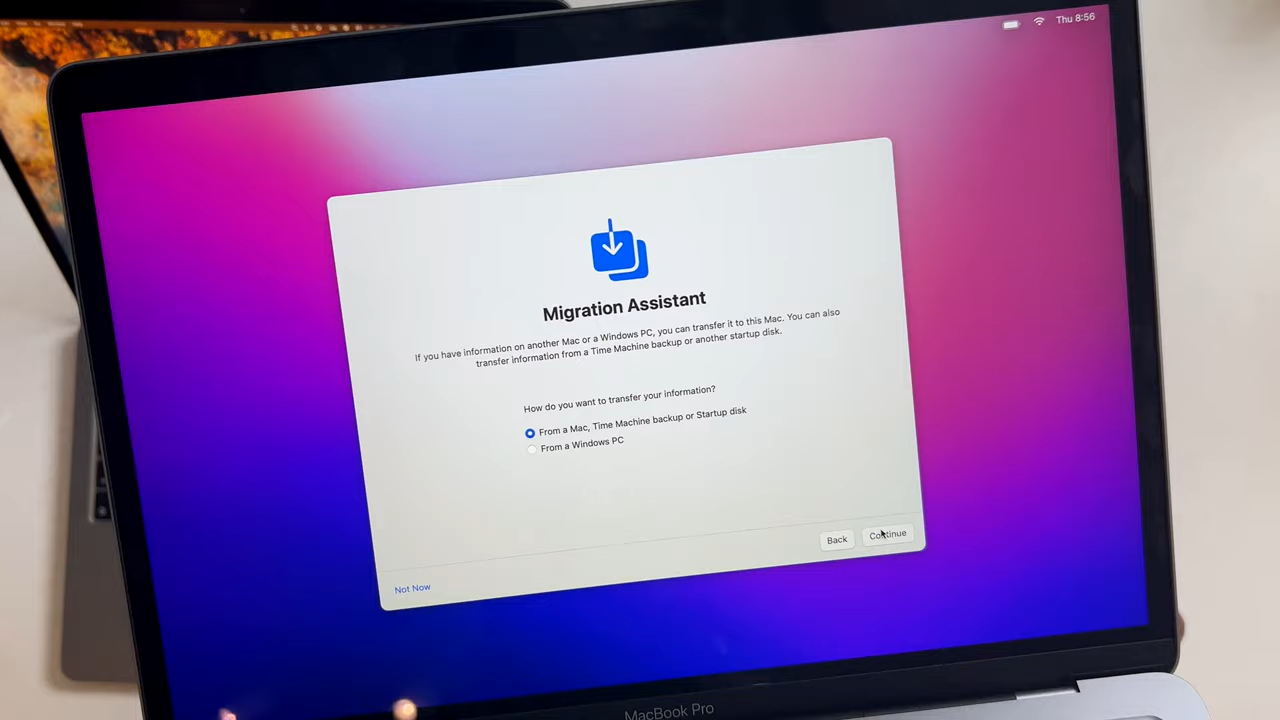 Thu 8:56
Migration Assistant
If you have information on another Mac or a Windows PC, you can transfer it to this Mac. You can also
transfer information from a Time Machine backup or another startup disk.
How do you want to transfer your information?
From a Mac, Time Machine backup or Startup disk
From a Windows PC
Back
Continue
Not Now
MacBook Pro